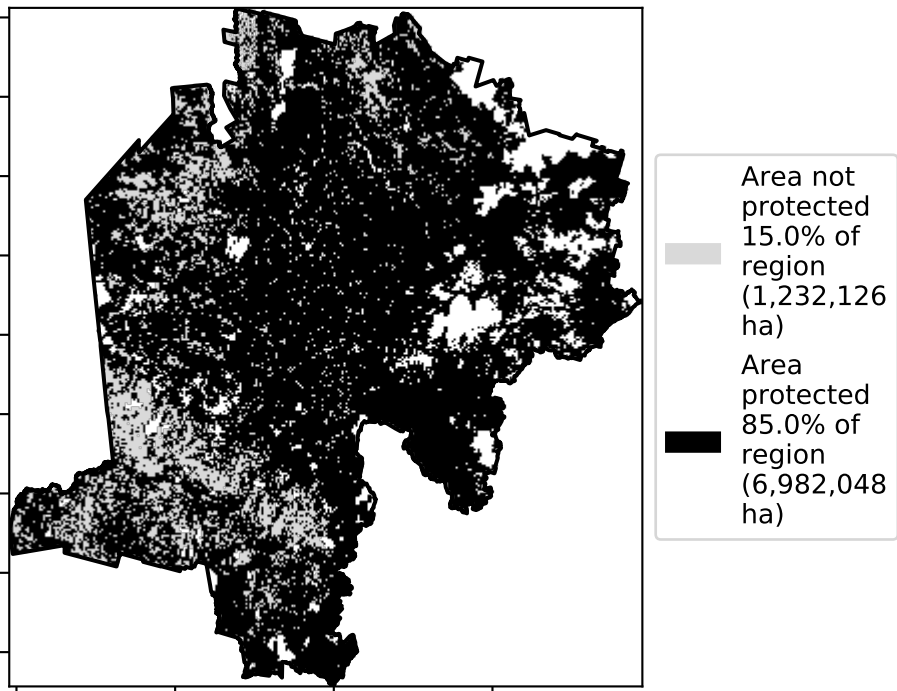 Area not
protected
15.0% of
region
(1,232,126
ha)
Area
protected
85.0% of
region
(6,982,048
ha)